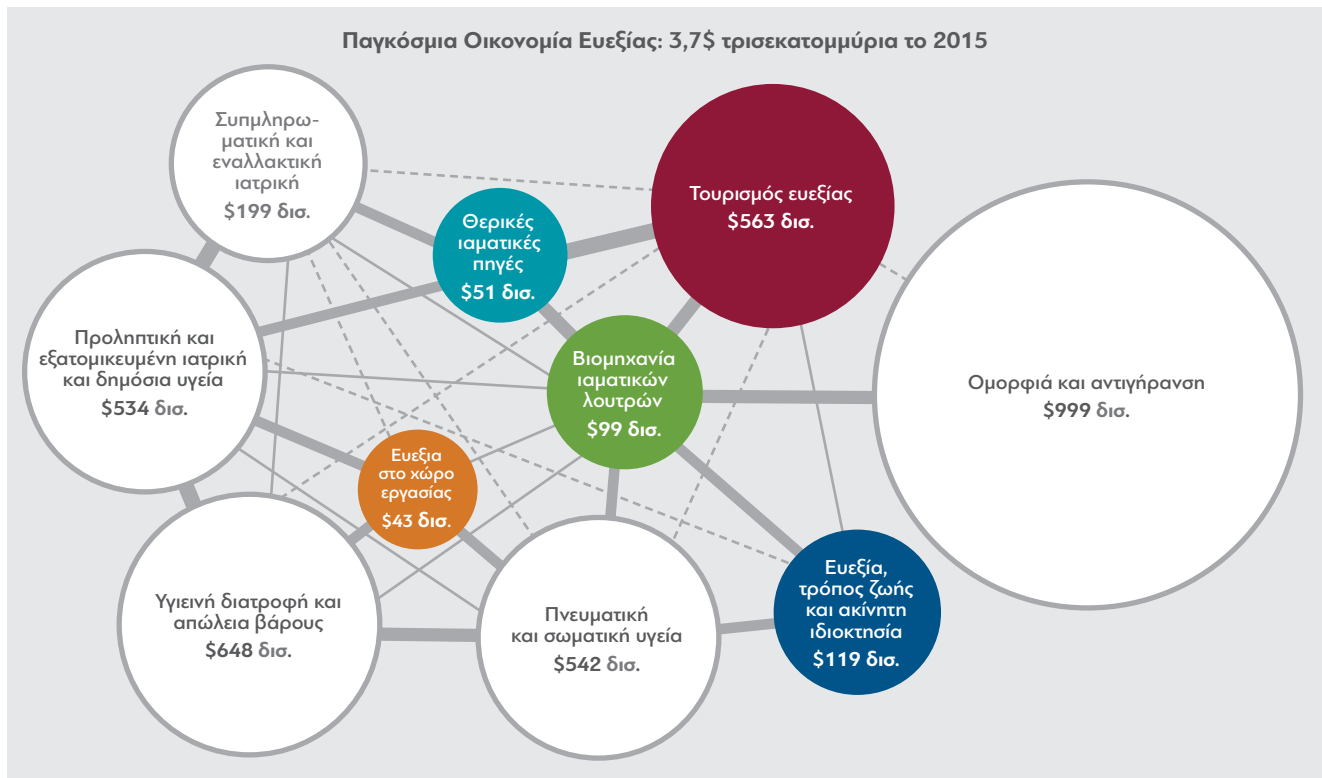 Παγκόσμια Οικονομία Ευεξίας: 3,7$ τρισεκατομμύρια το 2015
Συπμληρω-
ματική και
εναλλακτική
ιατρική
$199 δισ.
Τουρισμός ευεξίας
$563 δισ.
Θερικές
ιαματικές
πηγές
$51 δισ.
Προληπτική και
εξατομικευμένη ιατρική
και δημόσια υγεία
$534 δισ.
Βιομηχανία
ιαματικών
λουτρών
$99 δισ.
Ομορφιά και αντιγήρανση
$999 δισ.
Ευεξια
στο χώρο
εργασίας
$43 δισ.
Υγιεινή διατροφή και
απώλεια βάρους
$648 δισ.
Πνευματική
και σωματική υγεία
$542 δισ.
Ευεξία,
τρόπος ζωής
και ακίνητη
ιδιοκτησία
$119 δισ.